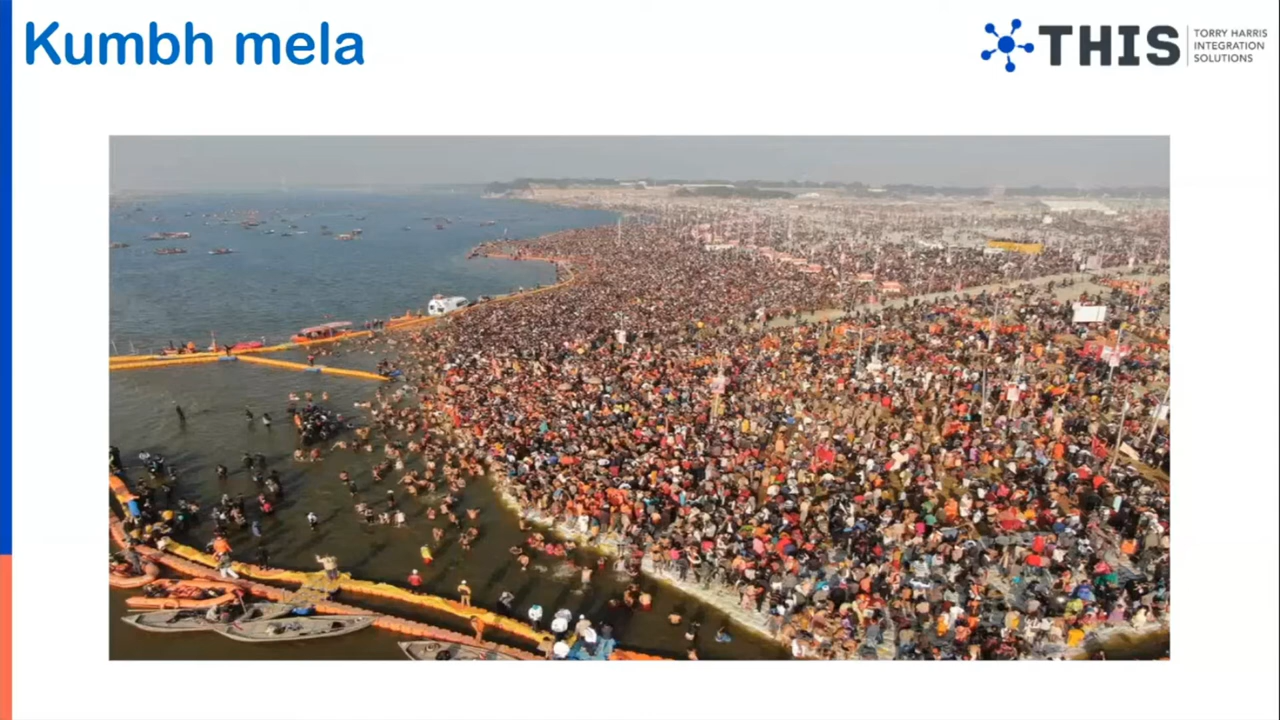 Kumbh mela
THIS
TORRY HARRIS
INTEGRATION
SOLUTIONS